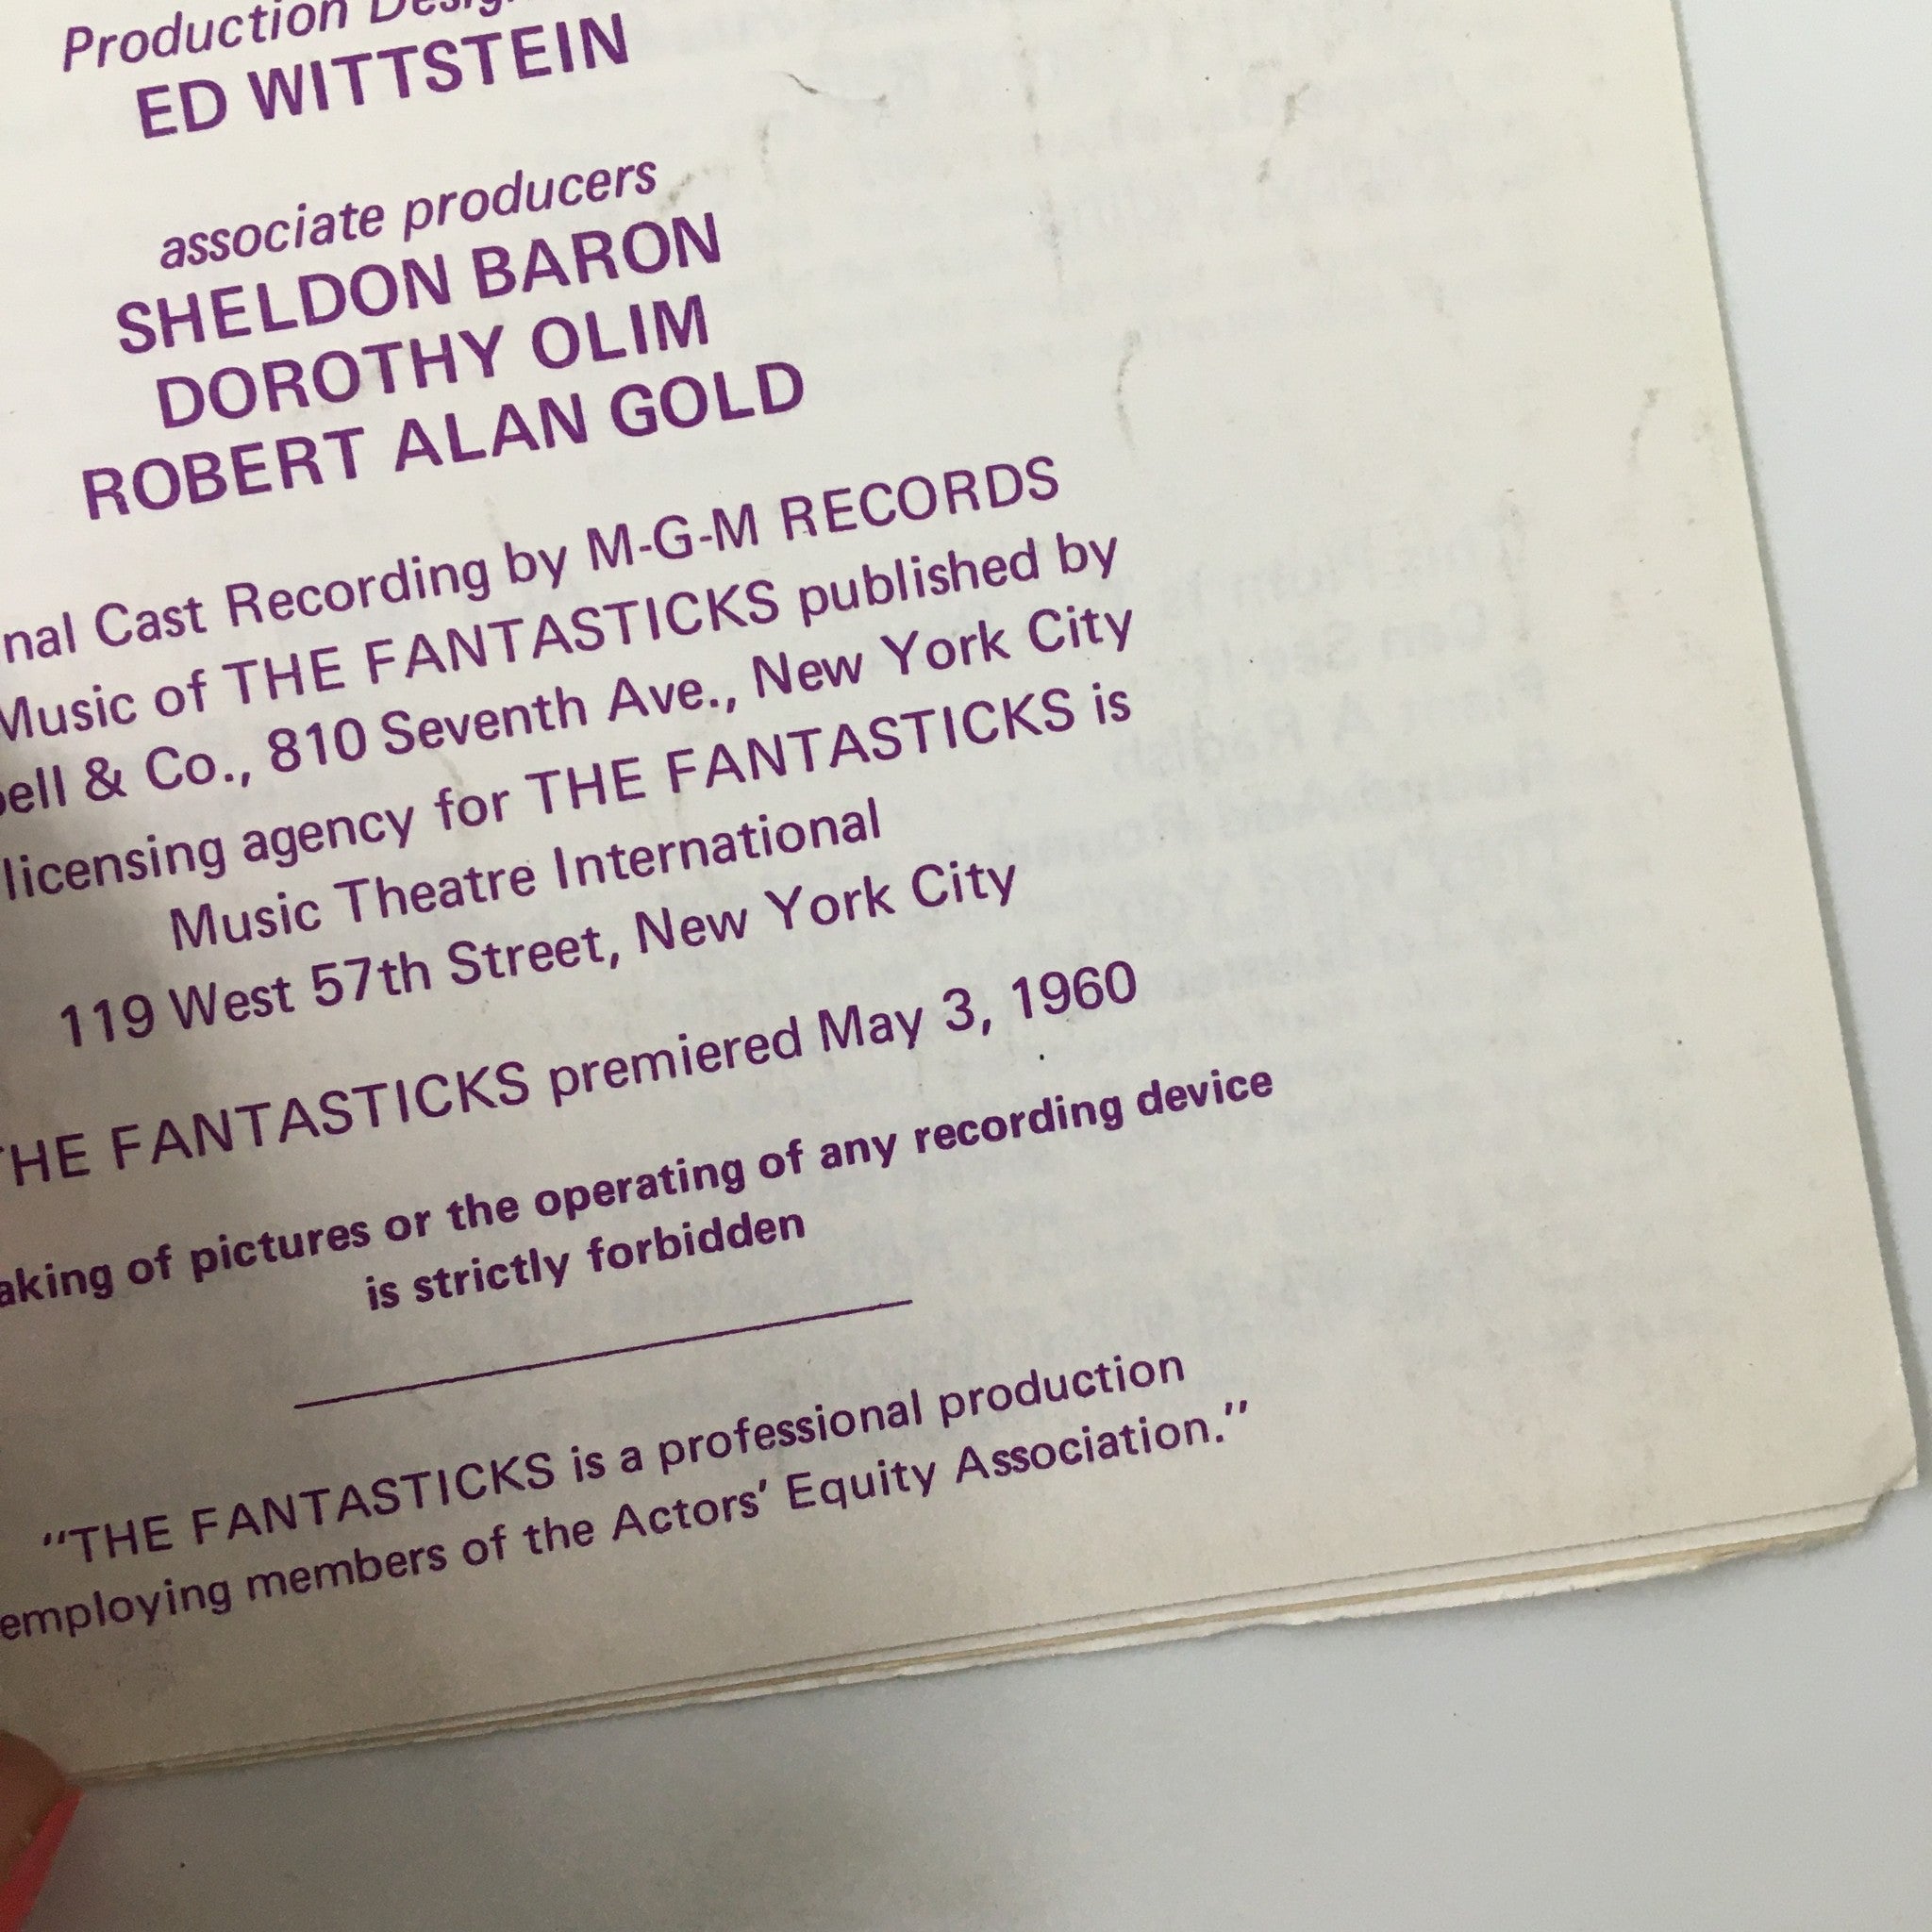 Production Desig
ED WITTSTEIN
associate producers
SHELDON BARON
DOROTHY OLIM
ROBERT ALAN GOLD
nal Cast Recording by M-G-M RECORDS
Music of THE FANTASTICKS published by
ell & Co., 810 Seventh Ave., New York City
licensing agency for THE FANTASTICKS is
Music Theatre International
119 West 57th Street, New York City
THE FANTASTICKS premiered May 3, 1960
aking of pictures or the operating of any recording device
is strictly forbidden
"THE FANTASTICKS is a professional production
employing members of the Actors' Equity Association."